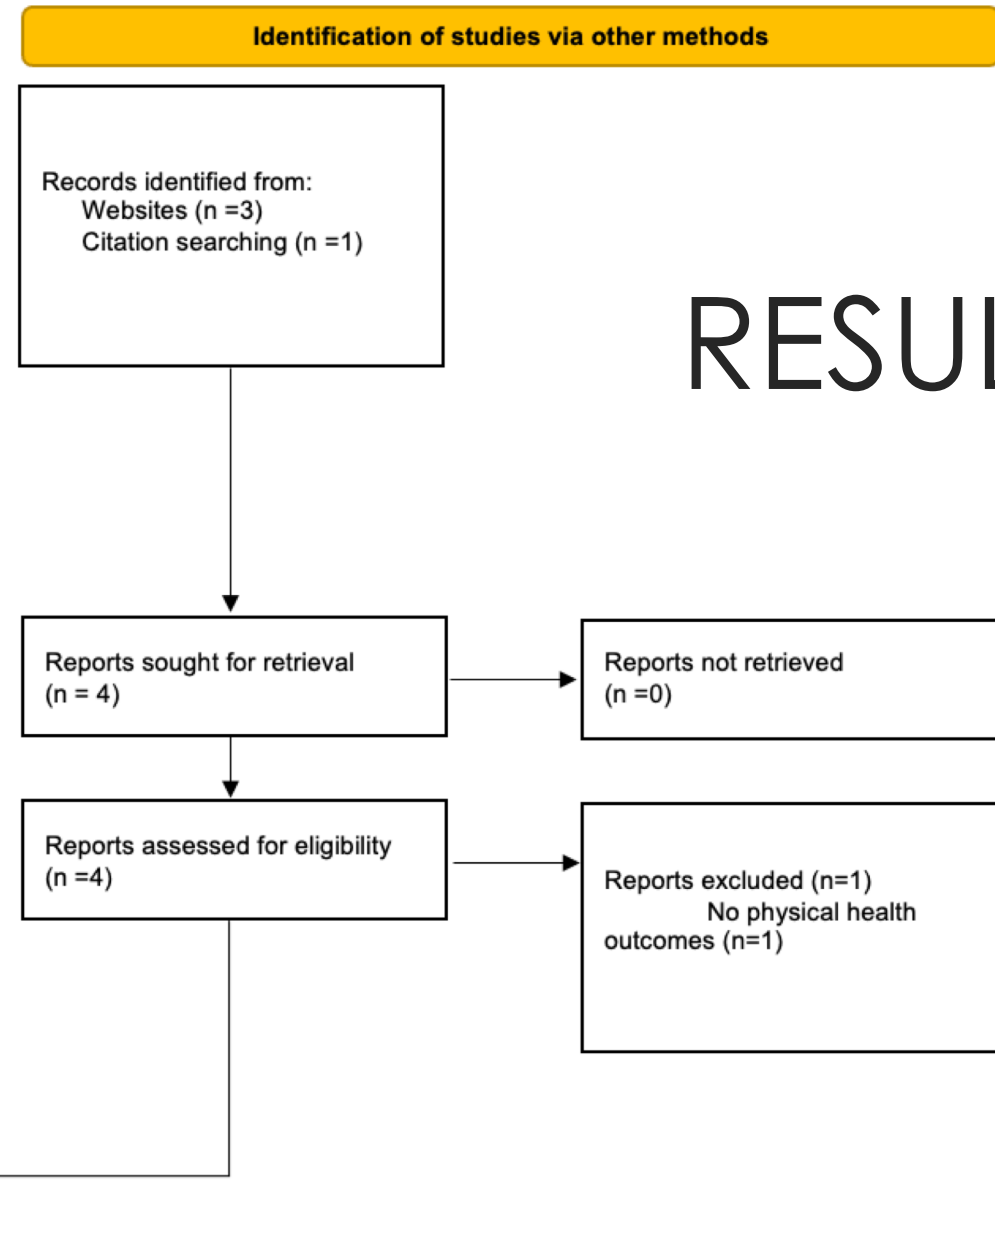 Identification of studies via other methods
Records identified from:
Websites (n =3)
Citation searching (n =1)
RESUL
Reports sought for retrieval
(n = 4)
Reports not retrieved
(n =0)
Reports assessed for eligibility
(n =4)
Reports excluded (n=1)
No physical health
outcomes (n=1)